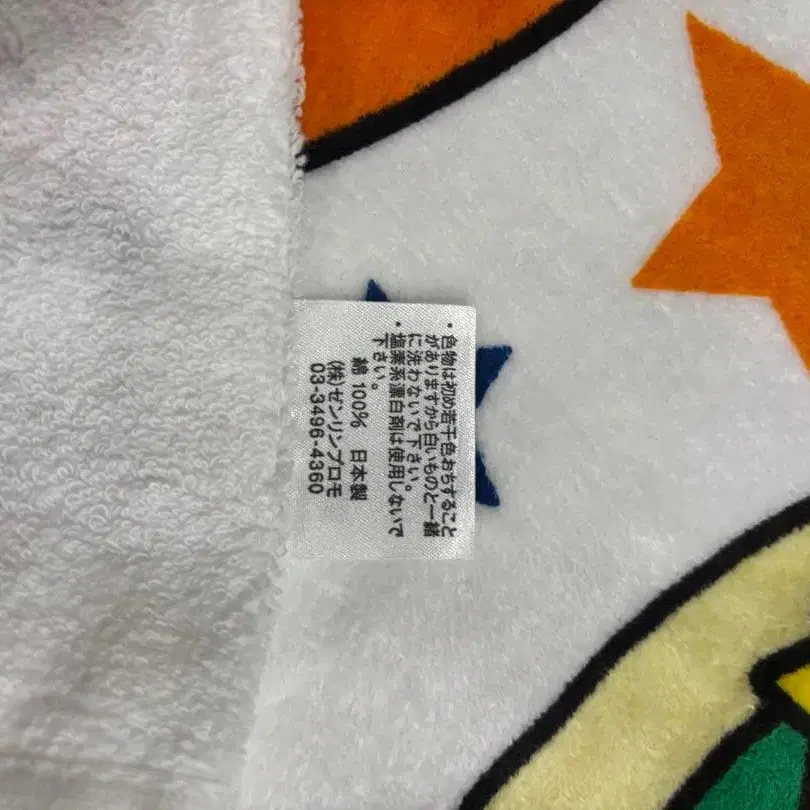 ・色物は初め若干色おちすること
がありますから白いものと一緒
に洗わないで下さい。
・塩素系漂白剤は使用しないで
下さい。
綿 100% 日本製
(株)ゼンリンプロモ
03-3496-4360